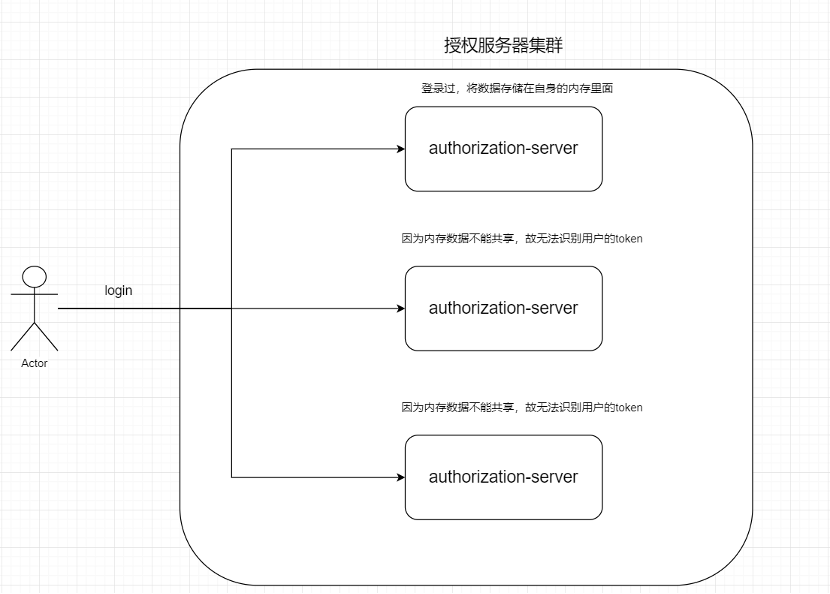 授权服务器集群
登录过，将数据存储在自身的内存里面
authorization-server
因为内存数据不能共享，故无法识别用户的token
authorization-server
login
Actor
因为内存数据不能共享，故无法识别用户的token
authorization-server